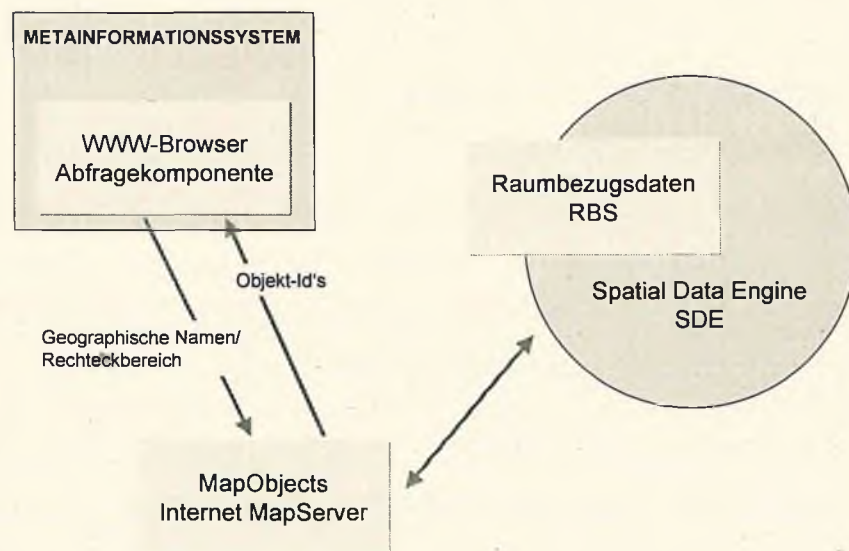 METAINFORMATIONSSYSTEM
WWW-Browser
Abfragekomponente
Raumbezugsdaten
RBS
Objekt-Id's
Spatial Data Engine
SDE
Geographische Namen/
Rechteckbereich
MapObjects
Internet MapServer